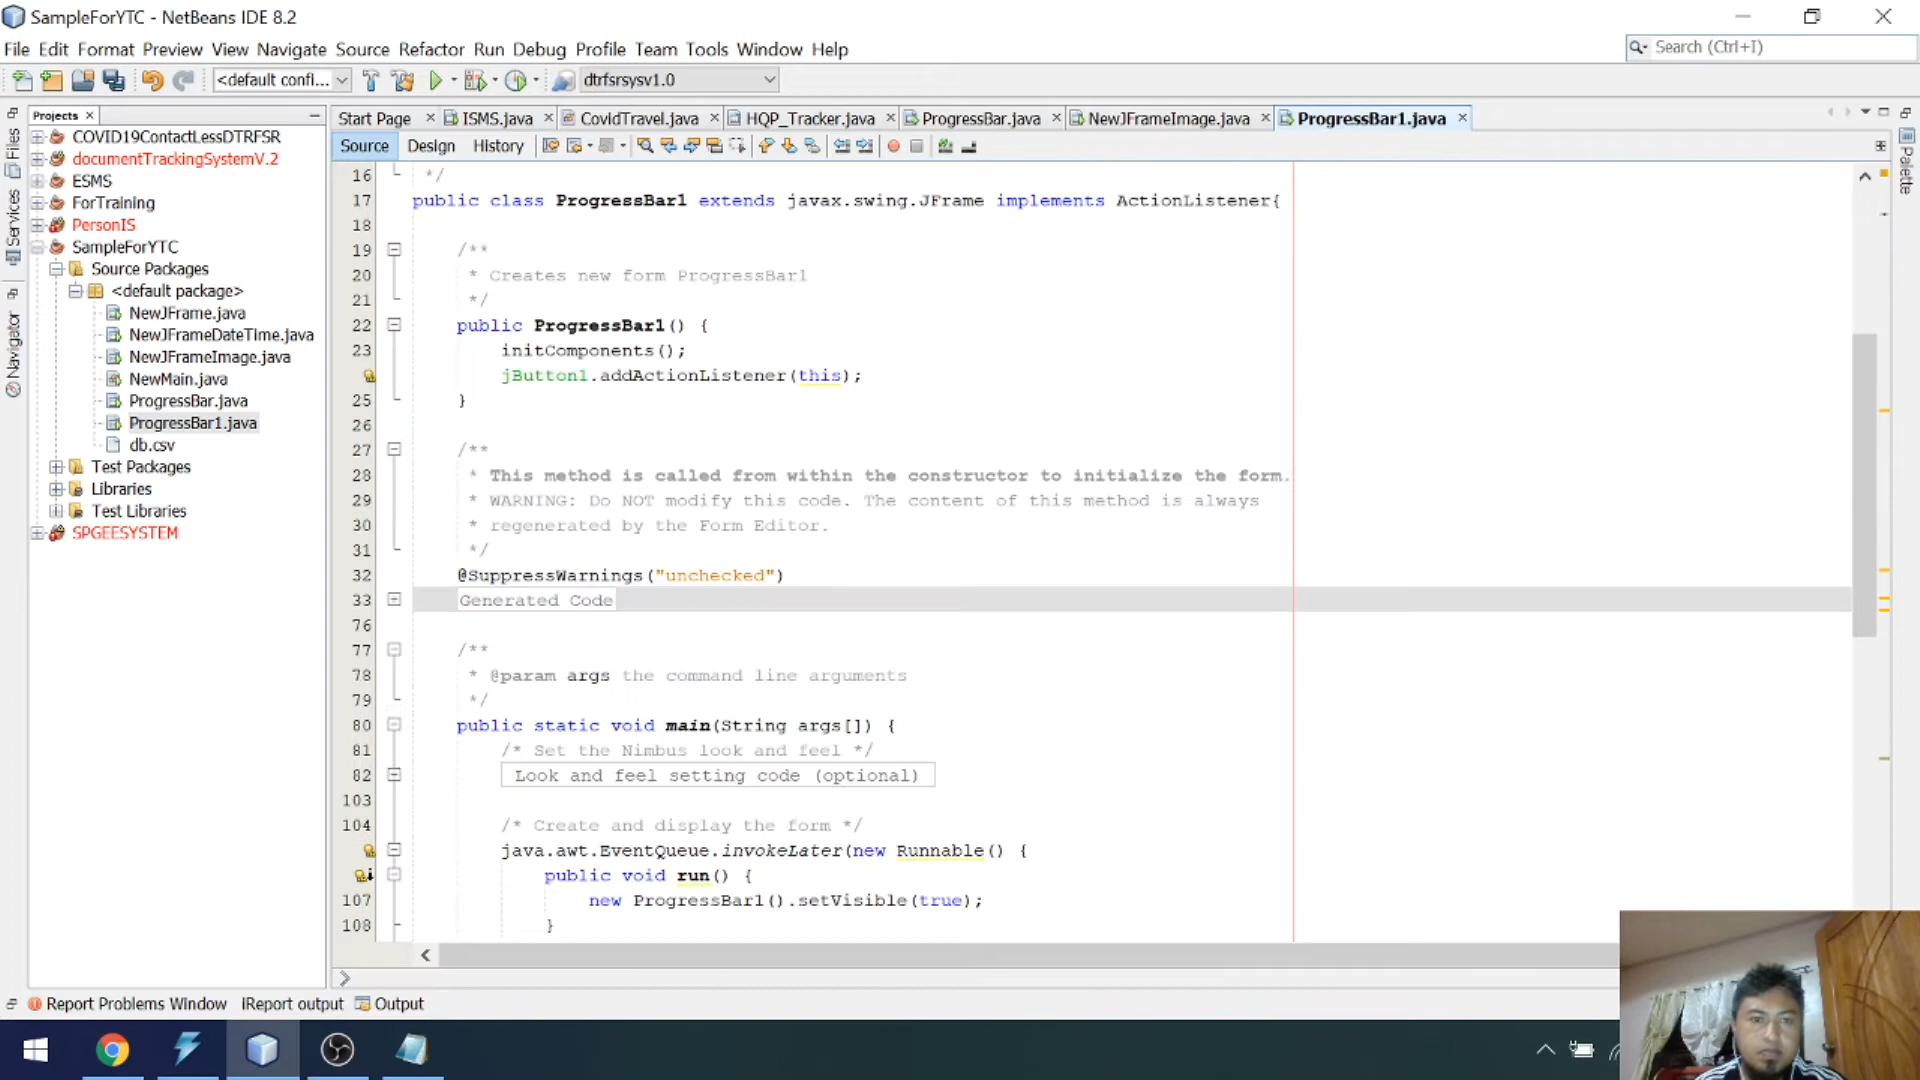 SampleForYTC - NetBeans IDE 8.2
File Edit Format Preview View Navigate Source Refactor Run Debug Profile Team Tools Window Help
Search (Ctrl+I)
<default confi...
dtrfsrsysv1.0
Projects
Start Page
ISMS.java
CovidTravel.java
HQP_Tracker.java
ProgressBar.java
NewJFrameImage.java
ProgressBar1.java
Source Design History
Files
Services
Navigator
Palette
COVID19ContactLessDTRFSR
documentTrackingSystemV.2
ESMS
ForTraining
PersonIS
SampleForYTC
Source Packages
<default package>
NewJFrame.java
NewJFrameDateTime.java
NewJFrameImage.java
NewMain.java
ProgressBar.java
ProgressBar1.java
db.csv
Test Packages
Libraries
Test Libraries
SPGEESYSTEM
16 */
17 public class ProgressBar1 extends javax.swing.JFrame implements ActionListener{
18
19 /**
20 * Creates new form ProgressBar1
21 */
22 public ProgressBar1() {
23 initComponents();
jButton1.addActionListener(this);
25 }
26
27 /**
28 * This method is called from within the constructor to initialize the form.
29 * WARNING: Do NOT modify this code. The content of this method is always
30 * regenerated by the Form Editor.
31 */
32 @SuppressWarnings("unchecked")
33 Generated Code
76
77 /**
78 * @param args the command line arguments
79 */
80 public static void main(String args[]) {
81 /* Set the Nimbus look and feel */
82 Look and feel setting code (optional)
103
104 /* Create and display the form */
java.awt.EventQueue.invokeLater(new Runnable() {
public void run() {
107 new ProgressBar1().setVisible(true);
108 }
Report Problems Window
IReport output
Output